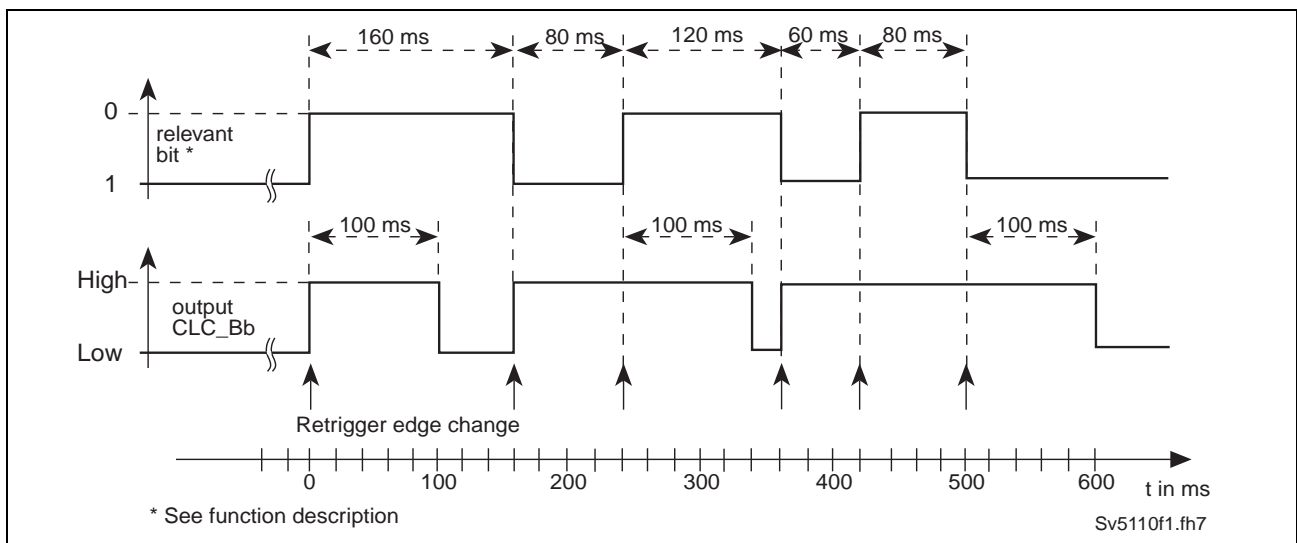 160 ms 80 ms 120 ms 60 ms 80 ms
0
relevant
bit *
1
100 ms 100 ms 100 ms
High
output
CLC_Bb
Low
Retrigger edge change
0 100 200 300 400 500 600
t in ms
* See function description
Sv5110f1.fh7